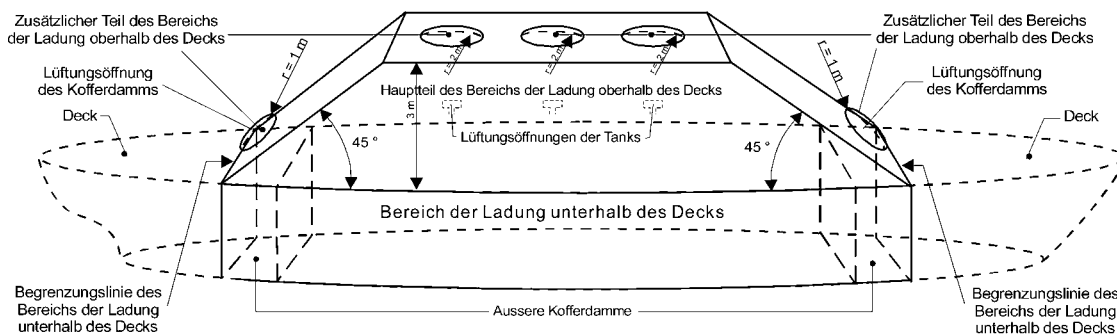 Zusätzlicher Teil des Bereichs
der Ladung oberhalb des Decks
Zusätzlicher Teil des Bereichs
der Ladung oberhalb des Decks
r = 1 m
r = 2 m
r = 2 m
r = 2 m
r = 1 m
Lüftungsöffnung
des Kofferdamms
Lüftungsöffnung
des Kofferdamms
Hauptteil des Bereichs der Ladung oberhalb des Decks
3 m
Deck
Deck
Lüftungsöffnungen der Tanks
45 °
45 °
Bereich der Ladung unterhalb des Decks
Begrenzungslinie des
Bereichs der Ladung
unterhalb des Decks
Aussere Kofferdamme
Begrenzungslinie des
Bereichs der Ladung
unterhalb des Decks